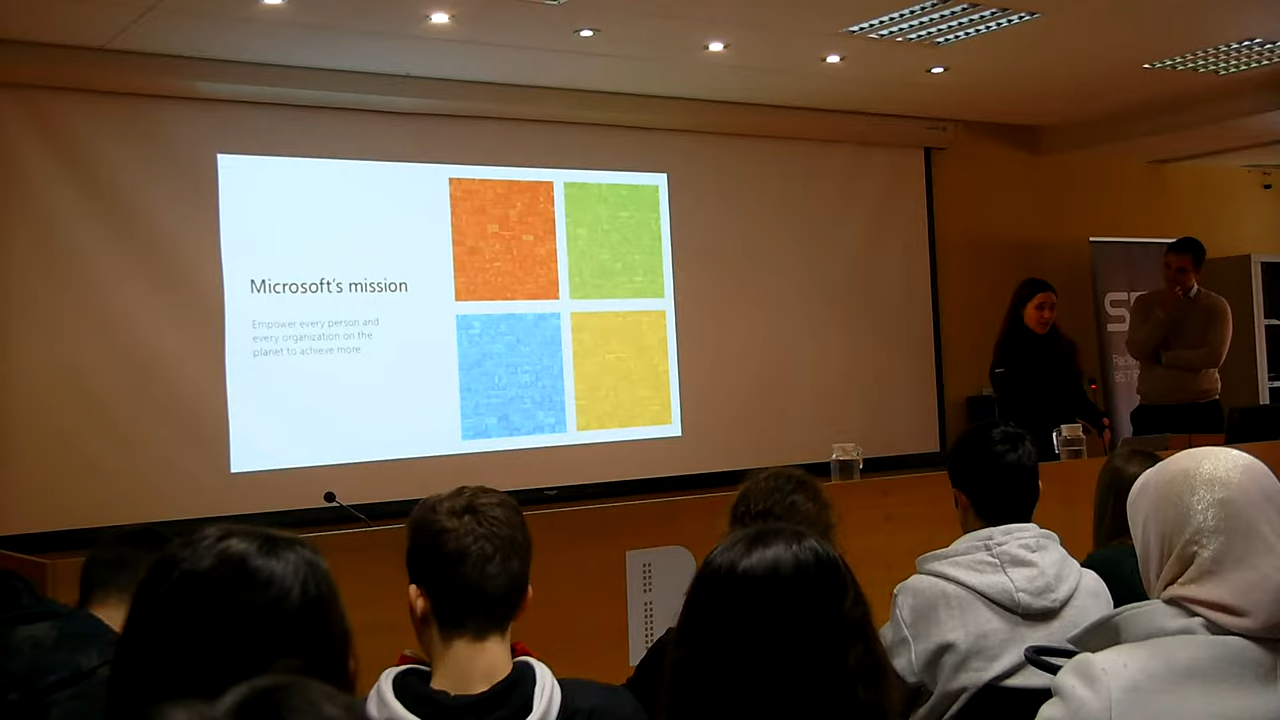 Microsoft's mission
Empower every person and
every organization on the
planet to achieve more